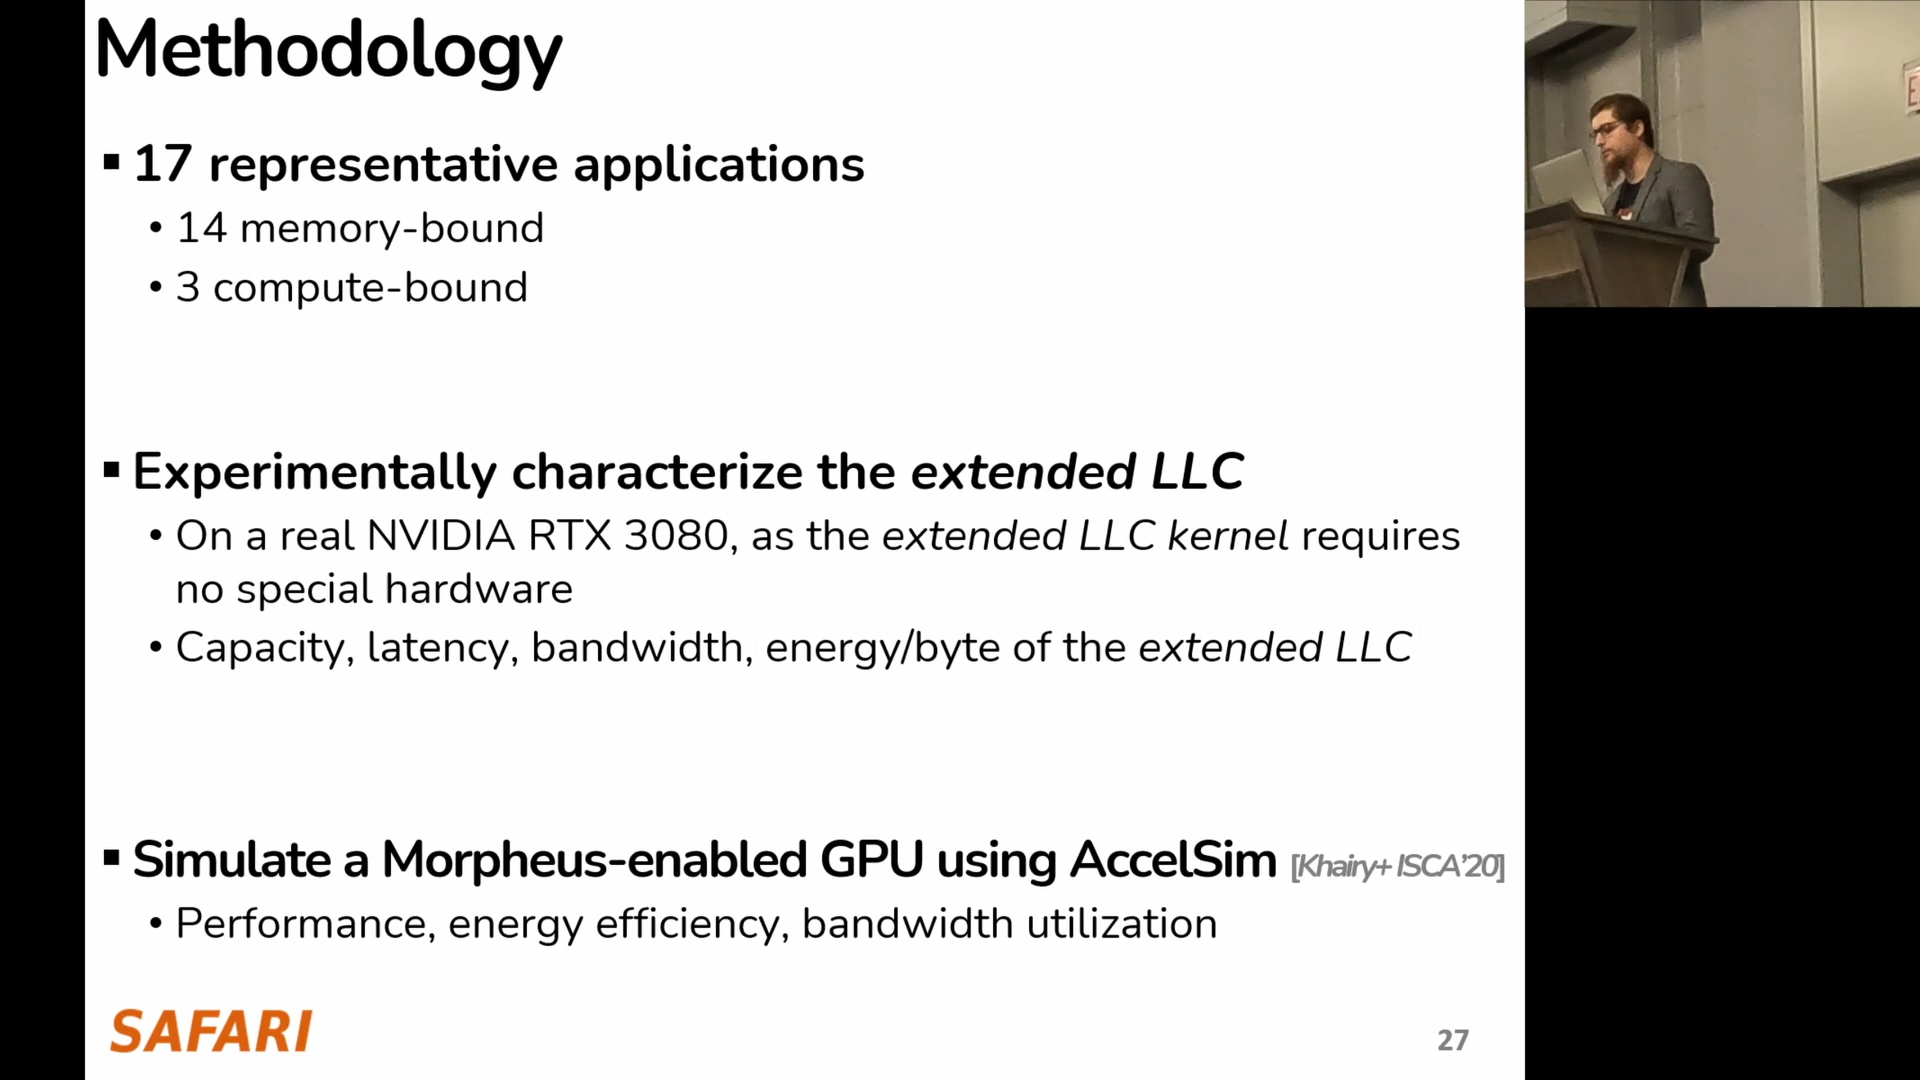 Methodology
▪ 17 representative applications
• 14 memory-bound
• 3 compute-bound
▪ Experimentally characterize the extended LLC
• On a real NVIDIA RTX 3080, as the extended LLC kernel requires
no special hardware
• Capacity, latency, bandwidth, energy/byte of the extended LLC
▪ Simulate a Morpheus-enabled GPU using AccelSim [Khairy+ ISCA’20]
• Performance, energy efficiency, bandwidth utilization
SAFARI
27